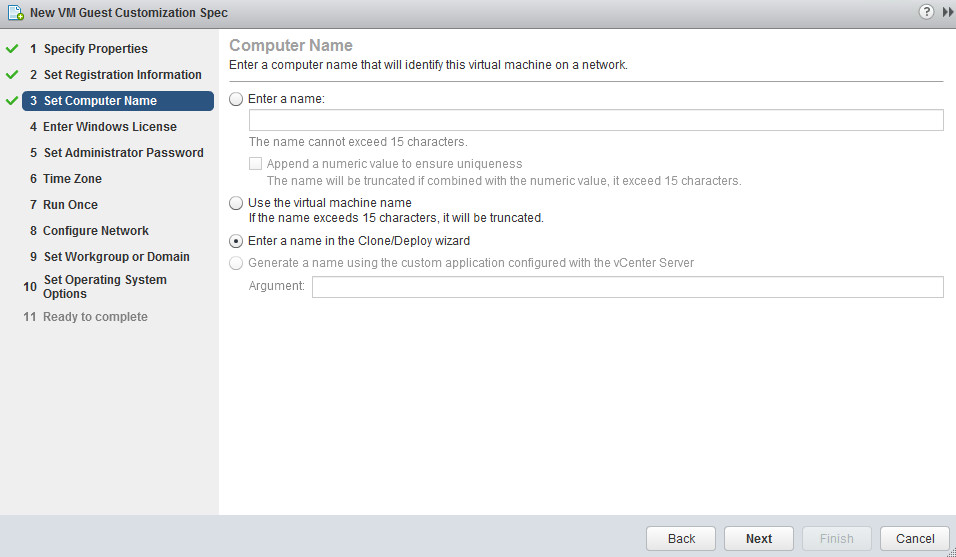 New VM Guest Customization Spec
?
1 Specify Properties
2 Set Registration Information
3 Set Computer Name
4 Enter Windows License
5 Set Administrator Password
6 Time Zone
7 Run Once
8 Configure Network
9 Set Workgroup or Domain
10 Set Operating System
Options
11 Ready to complete
Computer Name
Enter a computer name that will identify this virtual machine on a network.
Enter a name:
The name cannot exceed 15 characters.
Append a numeric value to ensure uniqueness
The name will be truncated if combined with the numeric value, it exceed 15 characters.
Use the virtual machine name
If the name exceeds 15 characters, it will be truncated.
Enter a name in the Clone/Deploy wizard
Generate a name using the custom application configured with the vCenter Server
Argument:
Back Next Finish Cancel